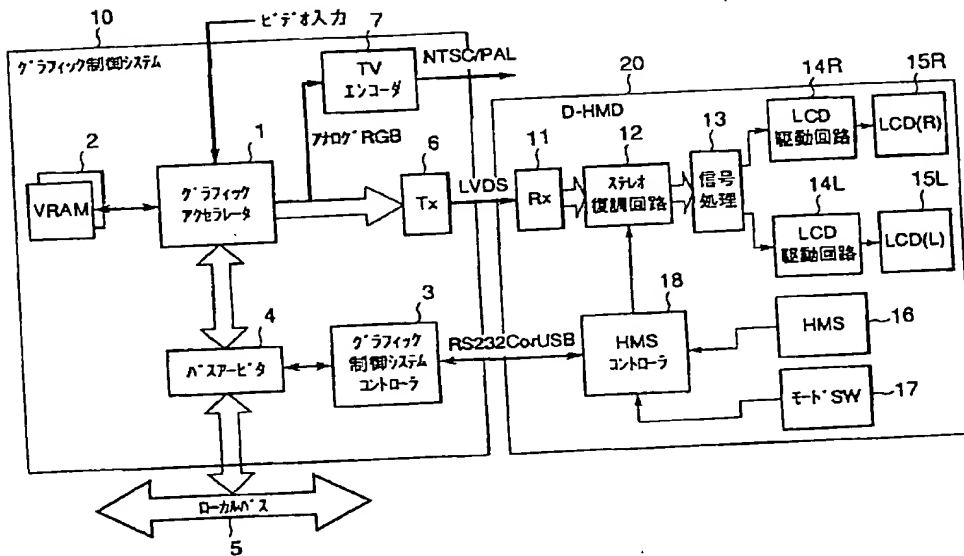 10
ビデオ入力
グラフィック制御システム
7
TV
エンコーダ
NTSC/PAL
アナログRGB
2
VRAM
1
グラフィック
アクセラレータ
6
Tx
LVDS
4
バスアービタ
3
グラフィック
制御システム
コントローラ
RS232CorUSB
ローカルバス
5
20
D-HMD
11
Rx
12
ステレオ
復調回路
13
信号
処理
14R
LCD
駆動回路
15R
LCD(R)
14L
LCD
駆動回路
15L
LCD(L)
18
HMS
コントローラ
HMS
16
モードSW
17